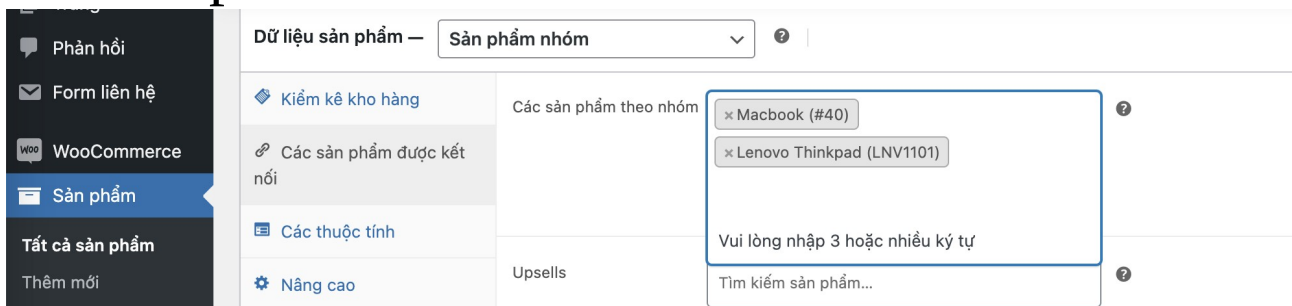 Phản hồi
Form liên hệ
WooCommerce
Sản phẩm
Tất cả sản phẩm
Thêm mới
Dữ liệu sản phẩm — Sản phẩm nhóm
Kiểm kê kho hàng
Các sản phẩm được kết
nối
Các thuộc tính
Nâng cao
Các sản phẩm theo nhóm
× Macbook (#40)
× Lenovo Thinkpad (LNV1101)
Vui lòng nhập 3 hoặc nhiều ký tự
Upsells
Tìm kiếm sản phẩm...